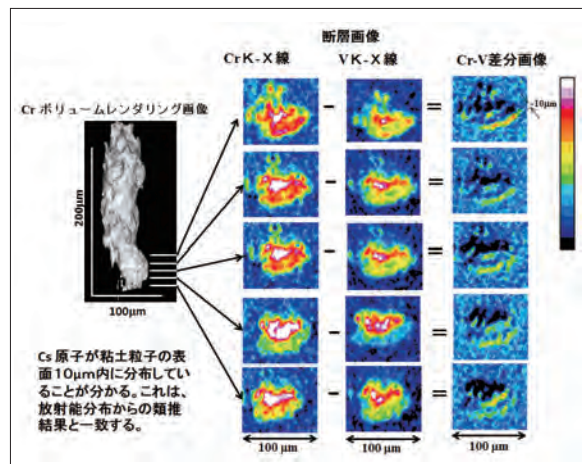 断層画像
Cr K-X線
V K-X線
Cr-V差分画像
Cr ボリュームレンダリング画像
200μm
100μm
-
=
~10μm
-
=
-
=
-
=
-
=
Cs 原子が粘土粒子の表
面10μm内に分布してい
ることが分かる。これは、
放射能分布からの類推
結果と一致する。
100 μm
100 μm
100 μm